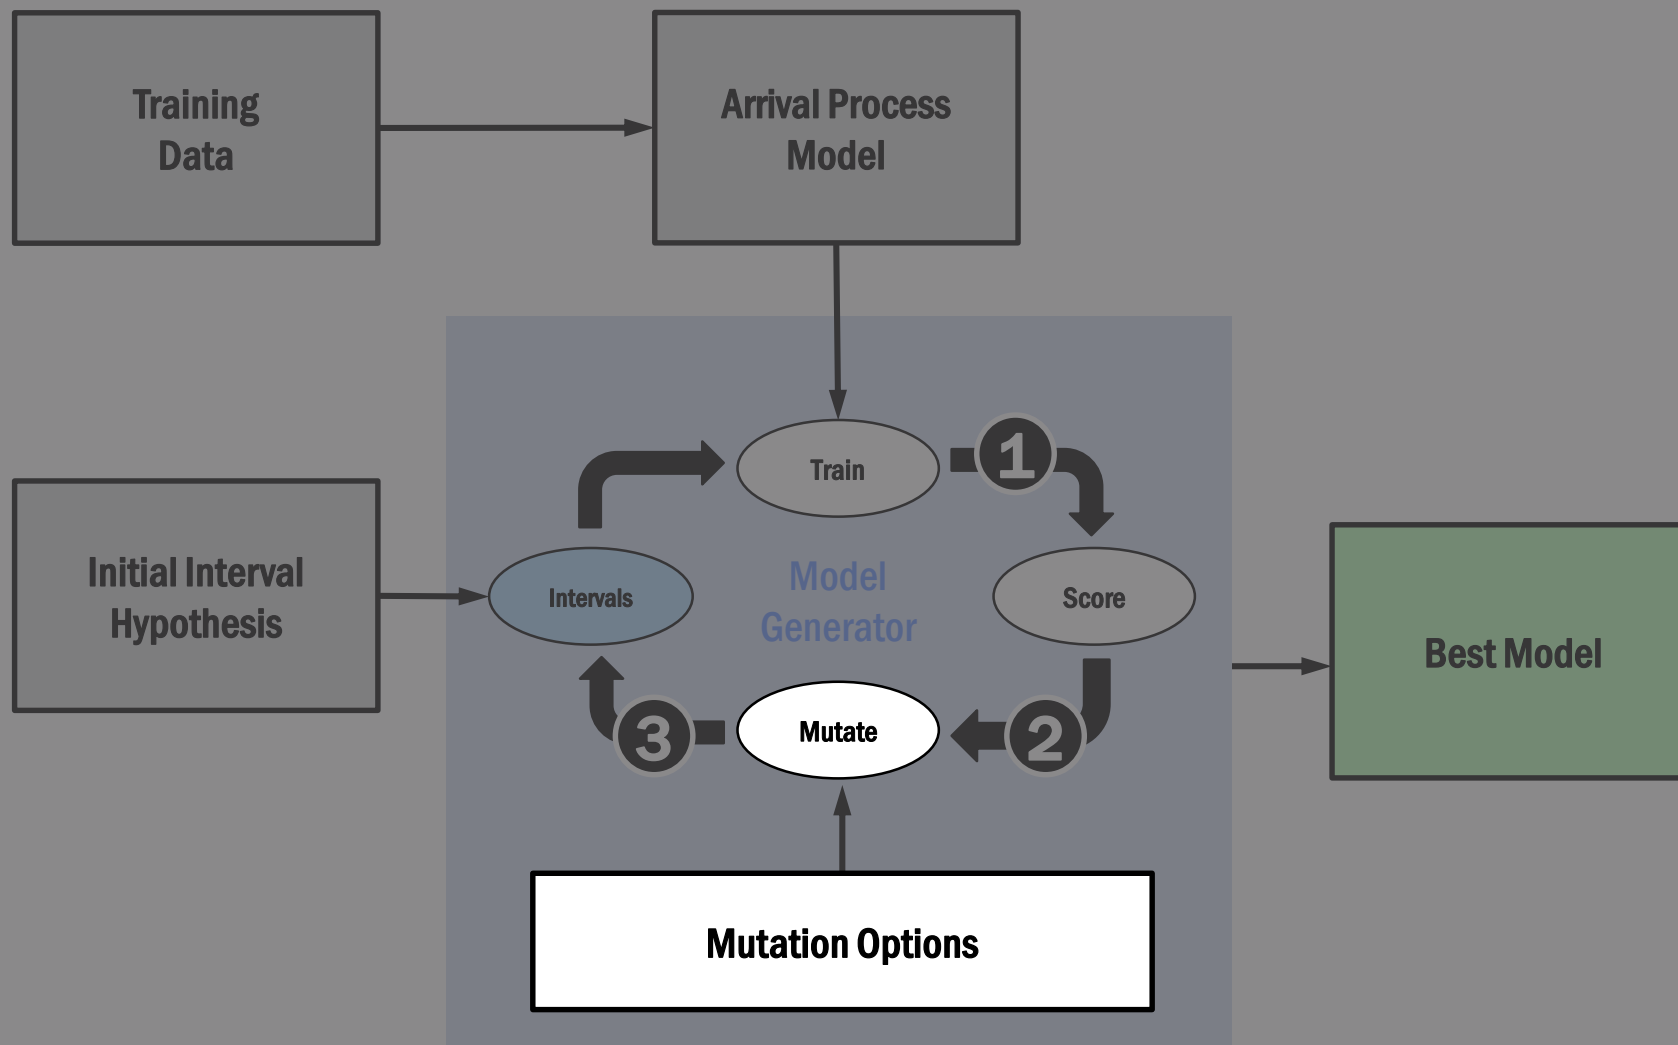 Training
Data
Arrival Process
Model
Train
1
Initial Interval
Hypothesis
Intervals
Model
Generator
Score
Best Model
3
Mutate
2
Mutation Options